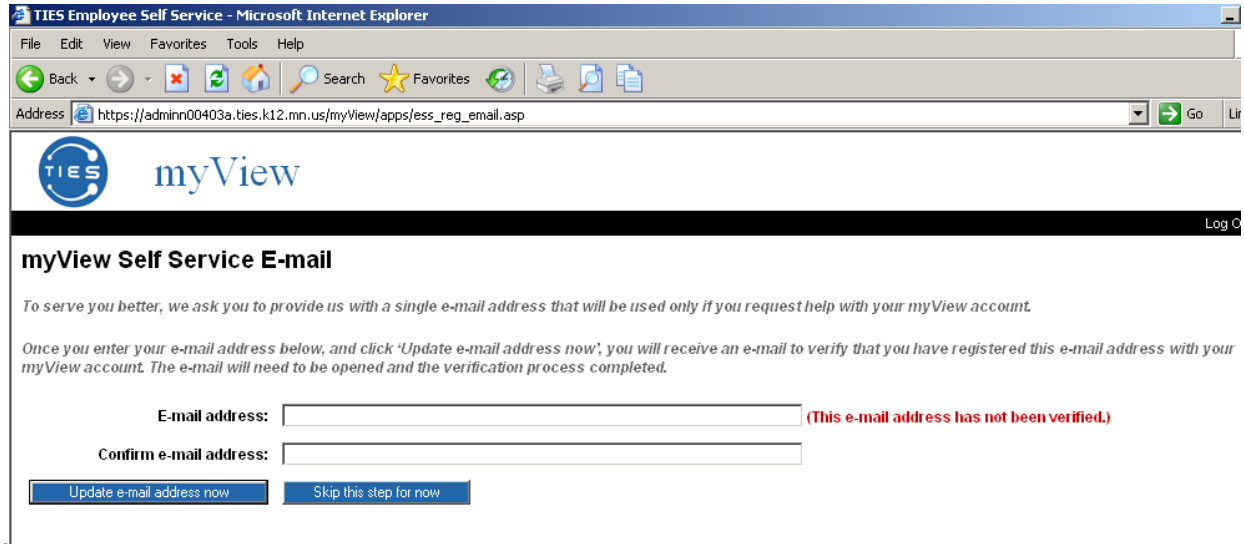 TIES Employee Self Service - Microsoft Internet Explorer
File Edit View Favorites Tools Help
Back Search Favorites
Address https://adminn00403a.ties.k12.mn.us/myView/apps/ess_reg_email.asp Go
TIES myView
Log
myView Self Service E-mail
To serve you better, we ask you to provide us with a single e-mail address that will be used only if you request help with your myView account.
Once you enter your e-mail address below, and click ‘Update e-mail address now’, you will receive an e-mail to verify that you have registered this e-mail address with your
myView account. The e-mail will need to be opened and the verification process completed.
E-mail address: (This e-mail address has not been verified.)
Confirm e-mail address:
Update e-mail address now Skip this step for now